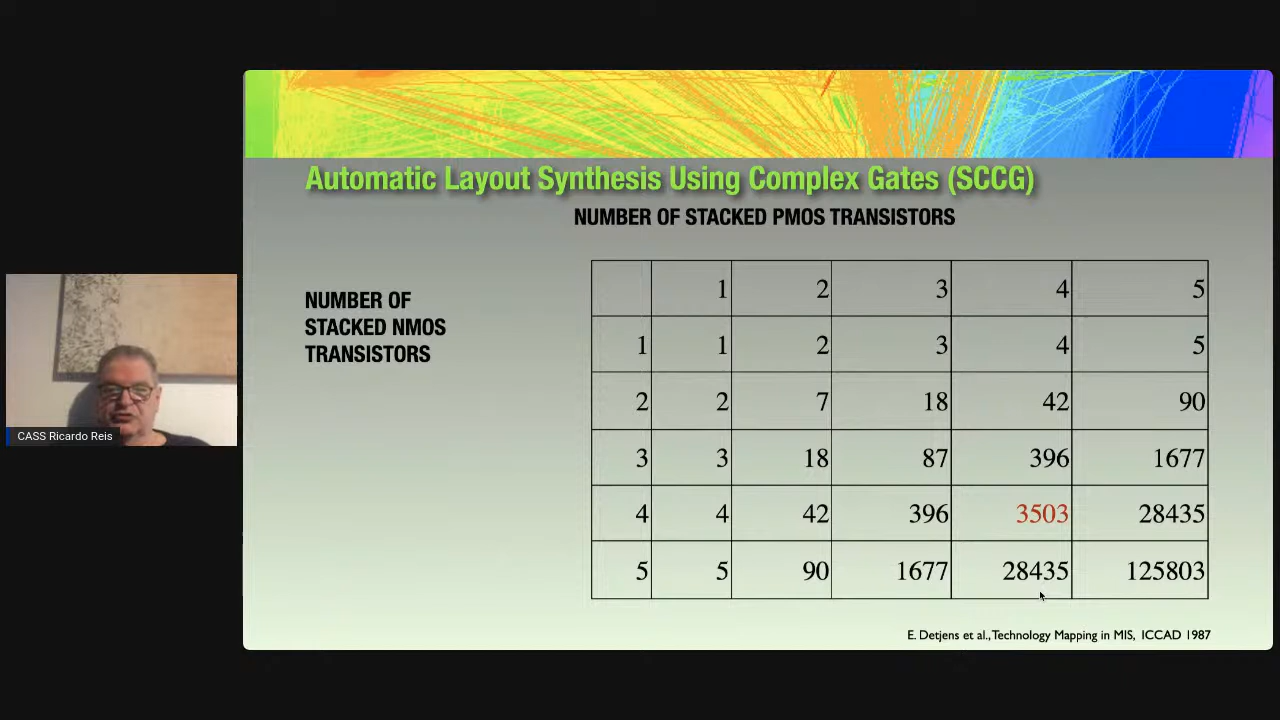 Automatic Layout Synthesis Using Complex Gates (SCCG)
NUMBER OF STACKED PMOS TRANSISTORS
NUMBER OF
STACKED NMOS
TRANSISTORS
1 2 3 4 5
1 1 2 3 4 5
2 2 7 18 42 90
3 3 18 87 396 1677
4 4 42 396 3503 28435
5 5 90 1677 28435 125803
E. Detjens et al., Technology Mapping in MIS, ICCAD 1987
CASS Ricardo Reis